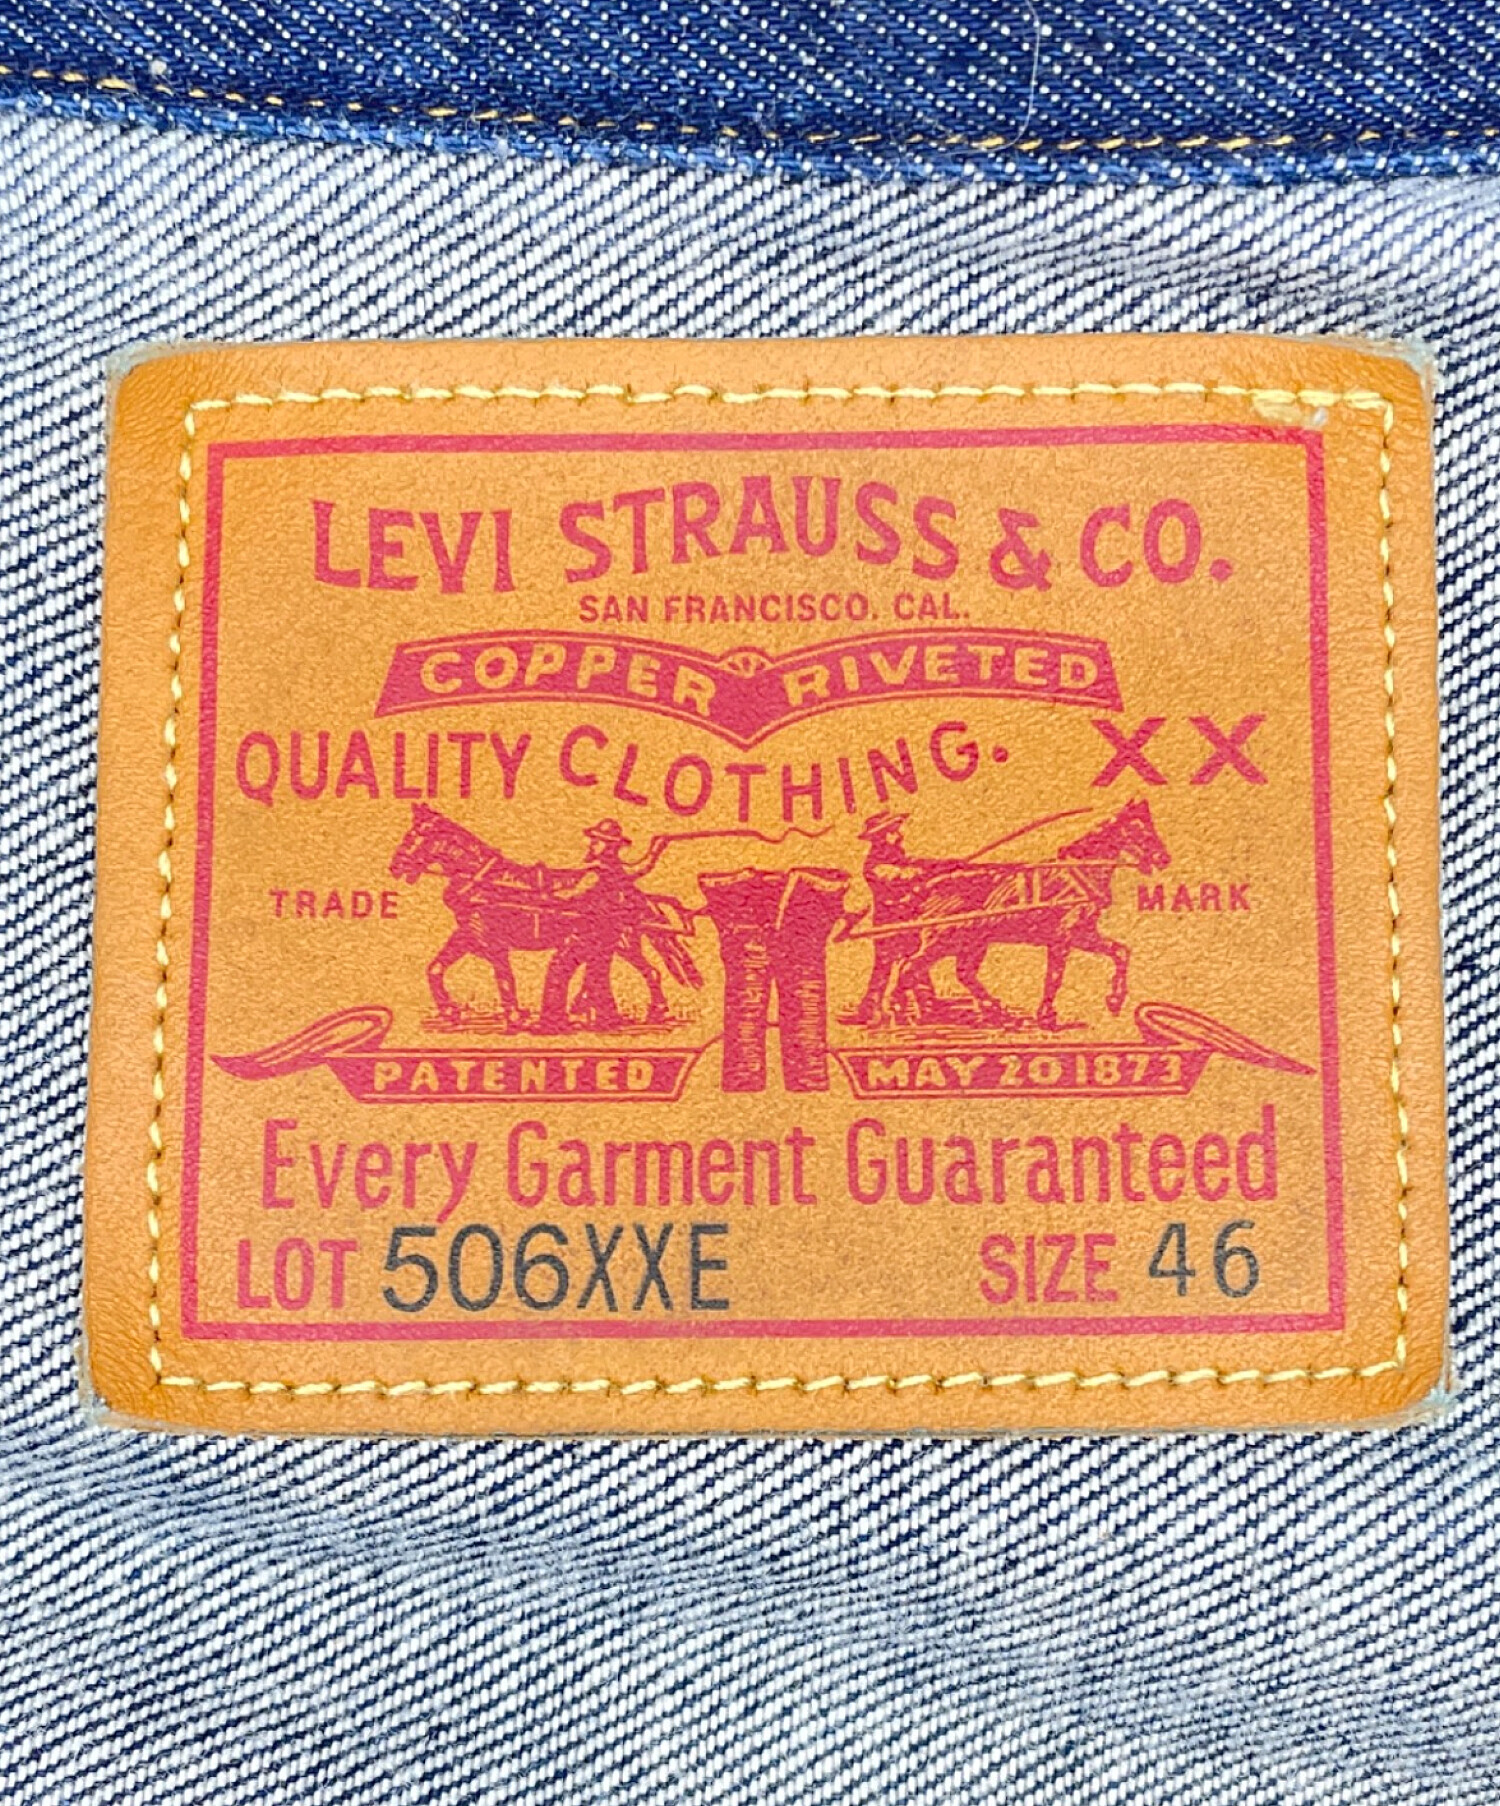 LEVI STRAUSS & CO.
SAN FRANCISCO. CAL.
COPPER RIVETED
QUALITY CLOTHING. XX
TRADE MARK
PATENTED MAY 20 1873
Every Garment Guaranteed
LOT 506XXE SIZE 46